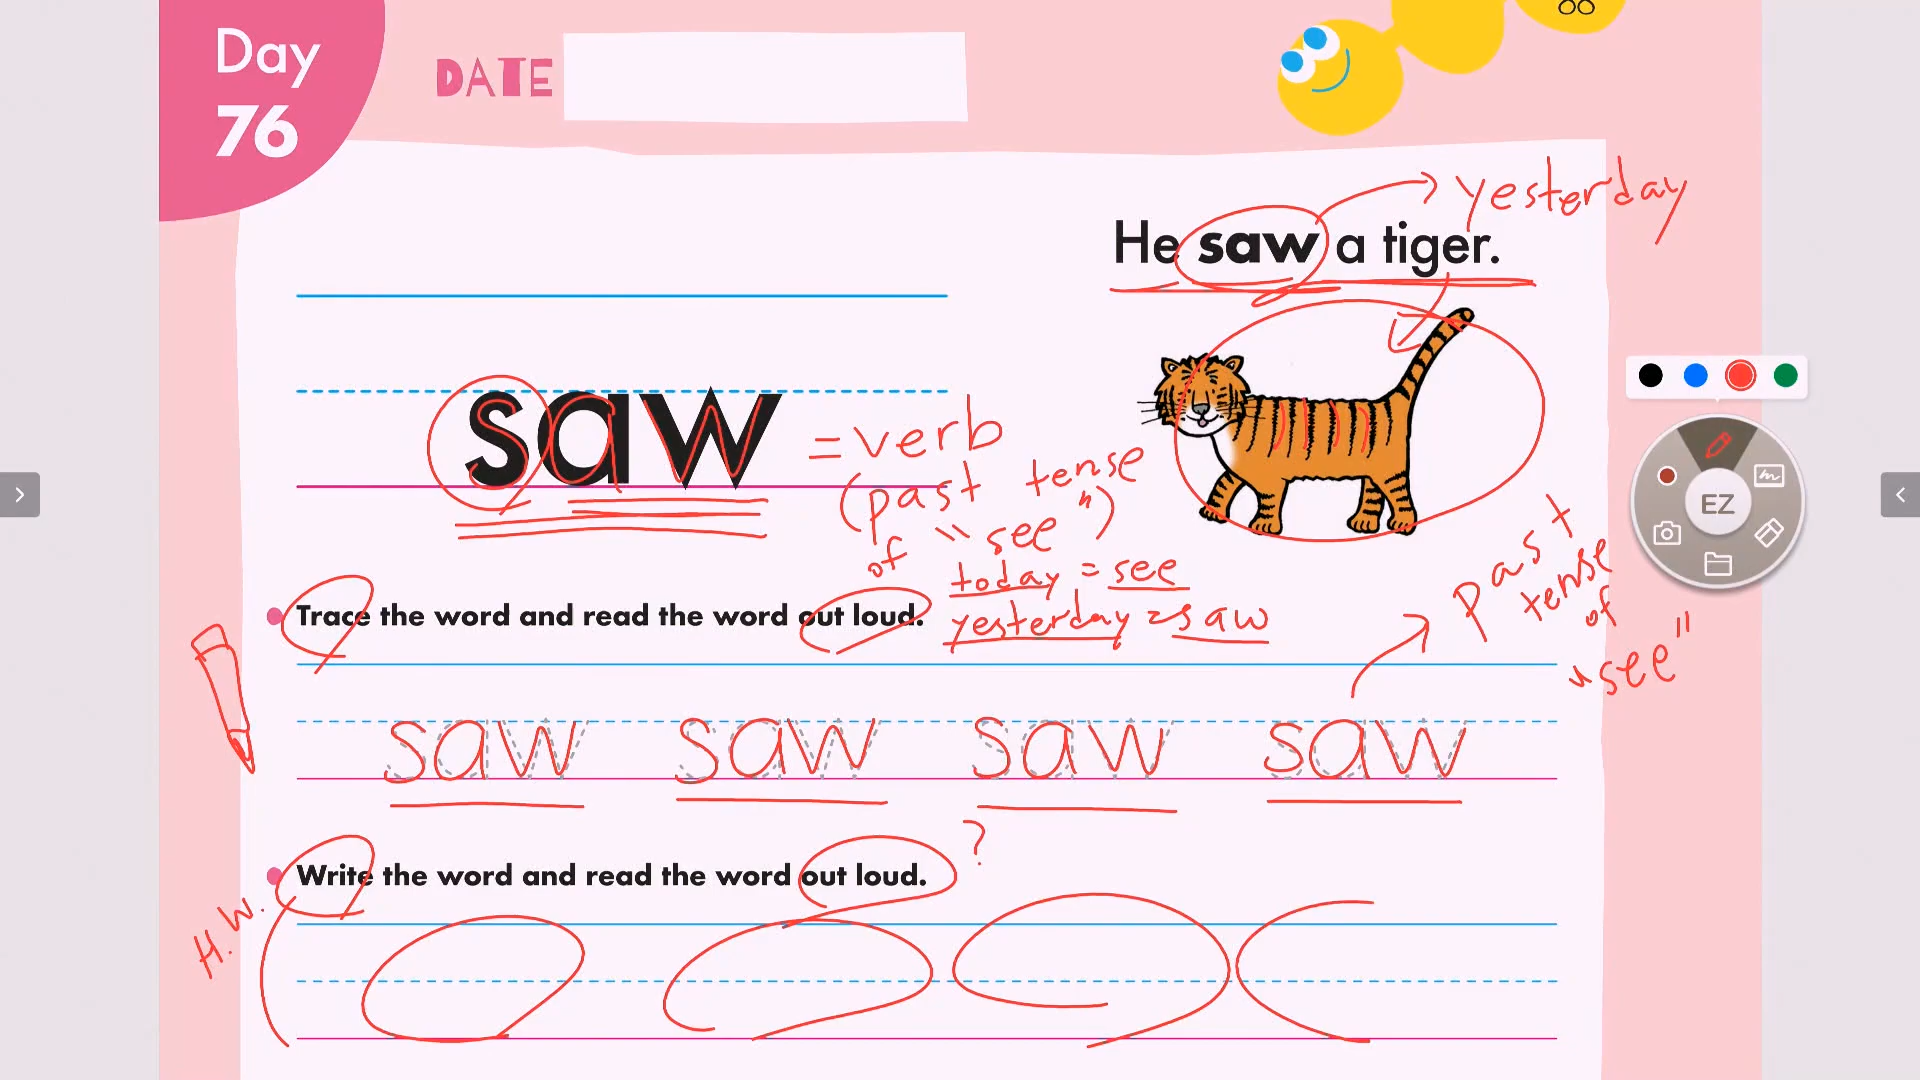 Day
76
DATE
He saw a tiger.
yesterday
saw
= verb
(past tense
of "see")
today = see
yesterday = saw
Trace the word and read the word out loud.
past
tense
of
"see"
saw saw saw saw
?
Write the word and read the word out loud.
H.W.
EZ